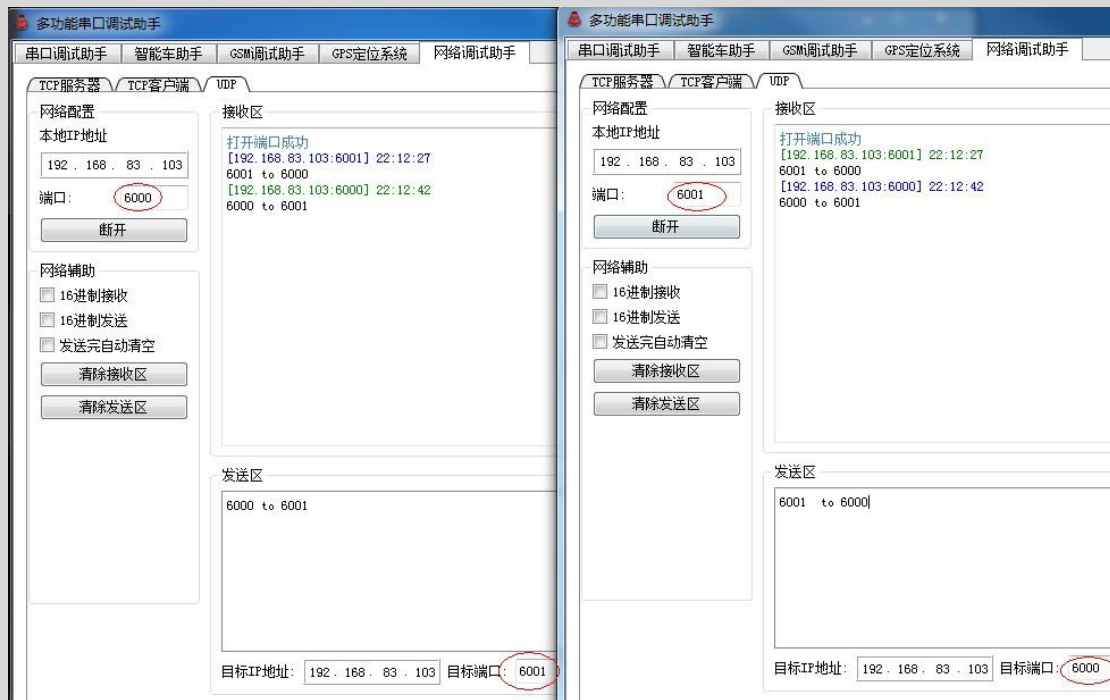 多功能串口调试助手
串口调试助手 智能车助手 GSM调试助手 GPS定位系统 网络调试助手
TCP服务器 TCP客户端 UDP
网络配置
本地IP地址
192 . 168 . 83 . 103
端口: 6000
断开
网络辅助
16进制接收
16进制发送
发送完自动清空
清除接收区
清除发送区
接收区
打开端口成功
[192.168.83.103:6001] 22:12:27
6001 to 6000
[192.168.83.103:6000] 22:12:42
6000 to 6001
发送区
6000 to 6001
目标IP地址: 192 . 168 . 83 . 103 目标端口: 6001
多功能串口调试助手
串口调试助手 智能车助手 GSM调试助手 GPS定位系统 网络调试助手
TCP服务器 TCP客户端 UDP
网络配置
本地IP地址
192 . 168 . 83 . 103
端口: 6001
断开
网络辅助
16进制接收
16进制发送
发送完自动清空
清除接收区
清除发送区
接收区
打开端口成功
[192.168.83.103:6001] 22:12:27
6001 to 6000
[192.168.83.103:6000] 22:12:42
6000 to 6001
发送区
6001  to 6000
目标IP地址: 192 . 168 . 83 . 103 目标端口: 6000